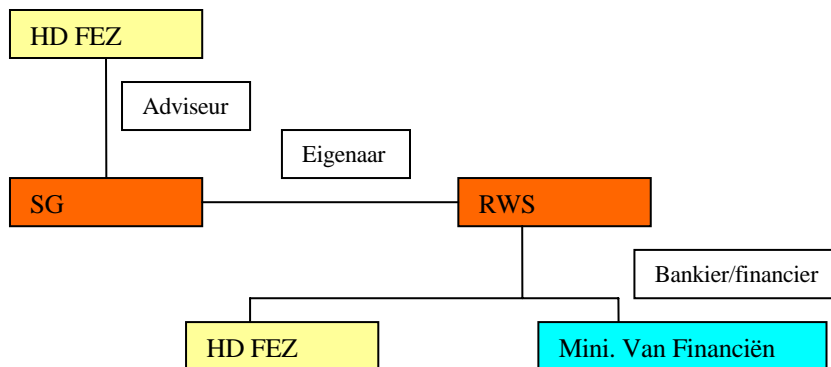 HD FEZ
Adviseur
Eigenaar
SG
RWS
Bankier/financier
HD FEZ
Mini. Van Financiën